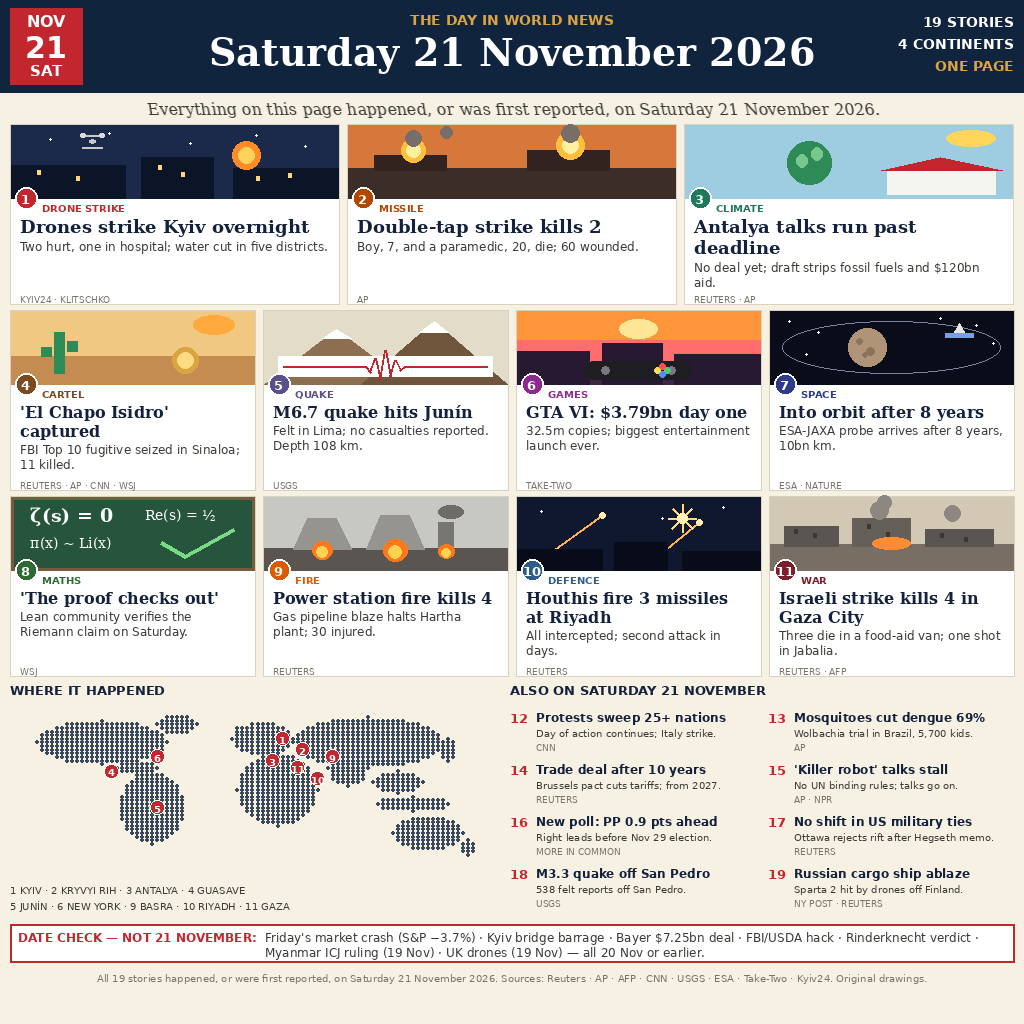 NOV
21
SAT
THE DAY IN WORLD NEWS
Saturday 21 November 2026
19 STORIES
4 CONTINENTS
ONE PAGE
Everything on this page happened, or was first reported, on Saturday 21 November 2026.
1
DRONE STRIKE
Drones strike Kyiv overnight
Two hurt, one in hospital; water cut in five districts.
KYIV24 · KLITSCHKO
2
MISSILE
Double-tap strike kills 2
Boy, 7, and a paramedic, 20, die; 60 wounded.
AP
3
CLIMATE
Antalya talks run past
deadline
No deal yet; draft strips fossil fuels and $120bn
aid.
REUTERS · AP
4
CARTEL
'El Chapo Isidro'
captured
FBI Top 10 fugitive seized in Sinaloa;
11 killed.
REUTERS · AP · CNN · WSJ
5
QUAKE
M6.7 quake hits Junín
Felt in Lima; no casualties reported.
Depth 108 km.
USGS
6
GAMES
GTA VI: $3.79bn day one
32.5m copies; biggest entertainment
launch ever.
TAKE-TWO
7
SPACE
Into orbit after 8 years
ESA-JAXA probe arrives after 8 years,
10bn km.
ESA · NATURE
ζ(s) = 0
Re(s) = ½
π(x) ~ Li(x)
8
MATHS
'The proof checks out'
Lean community verifies the
Riemann claim on Saturday.
WSJ
9
FIRE
Power station fire kills 4
Gas pipeline blaze halts Hartha
plant; 30 injured.
REUTERS
10
DEFENCE
Houthis fire 3 missiles
at Riyadh
All intercepted; second attack in
days.
REUTERS
11
WAR
Israeli strike kills 4 in
Gaza City
Three die in a food-aid van; one shot
in Jabalia.
REUTERS · AFP
WHERE IT HAPPENED
1
2
3
4
5
6
9
10
11
1 KYIV · 2 KRYVYI RIH · 3 ANTALYA · 4 GUASAVE
5 JUNÍN · 6 NEW YORK · 9 BASRA · 10 RIYADH · 11 GAZA
ALSO ON SATURDAY 21 NOVEMBER
12 Protests sweep 25+ nations
Day of action continues; Italy strike.
CNN
13 Mosquitoes cut dengue 69%
Wolbachia trial in Brazil, 5,700 kids.
AP
14 Trade deal after 10 years
Brussels pact cuts tariffs; from 2027.
REUTERS
15 'Killer robot' talks stall
No UN binding rules; talks go on.
AP · NPR
16 New poll: PP 0.9 pts ahead
Right leads before Nov 29 election.
MORE IN COMMON
17 No shift in US military ties
Ottawa rejects rift after Hegseth memo.
REUTERS
18 M3.3 quake off San Pedro
538 felt reports off San Pedro.
USGS
19 Russian cargo ship ablaze
Sparta 2 hit by drones off Finland.
NY POST · REUTERS
DATE CHECK — NOT 21 NOVEMBER: Friday's market crash (S&P −3.7%) · Kyiv bridge barrage · Bayer $7.25bn deal · FBI/USDA hack · Rinderknecht verdict ·
Myanmar ICJ ruling (19 Nov) · UK drones (19 Nov) — all 20 Nov or earlier.
All 19 stories happened, or were first reported, on Saturday 21 November 2026. Sources: Reuters · AP · AFP · CNN · USGS · ESA · Take-Two · Kyiv24. Original drawings.